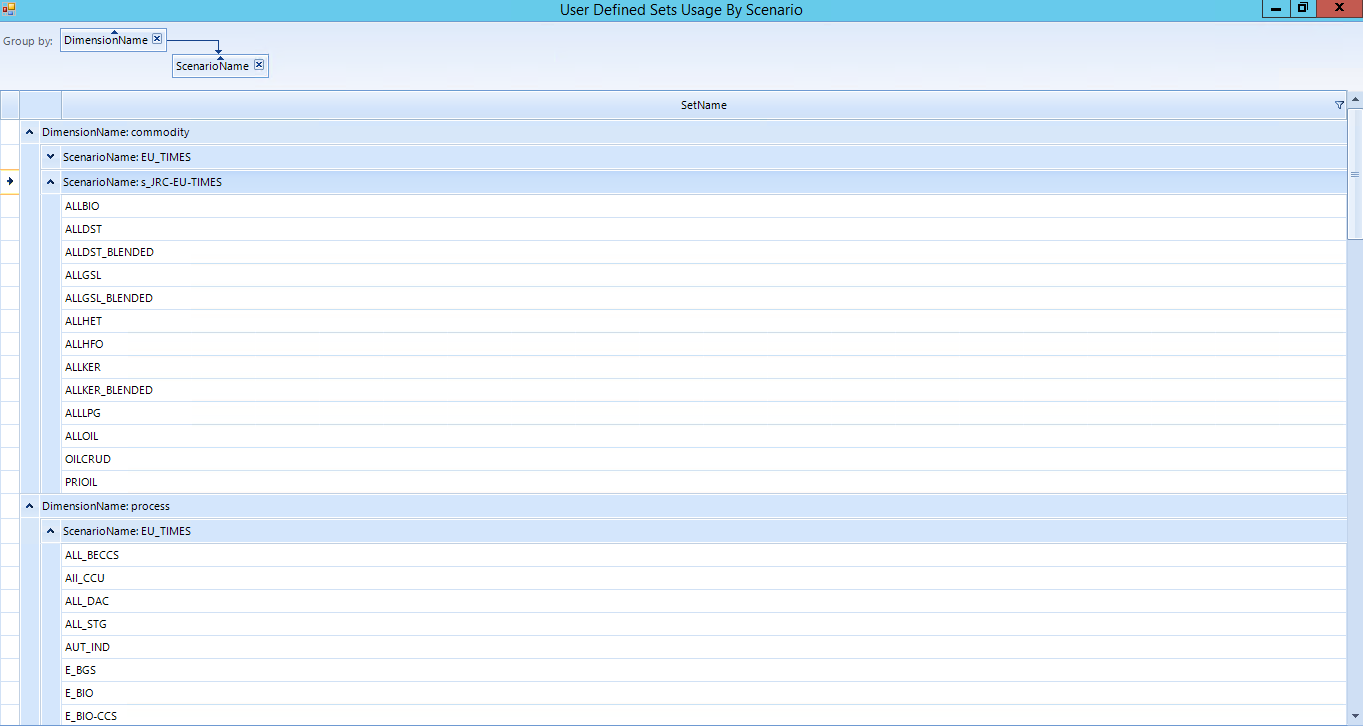 User Defined Sets Usage By Scenario
Group by: DimensionName
ScenarioName
SetName
DimensionName: commodity
ScenarioName: EU_TIMES
ScenarioName: s_JRC-EU-TIMES
ALLBIO
ALLDST
ALLDST_BLENDED
ALLGSL
ALLGSL_BLENDED
ALLHET
ALLHFO
ALLKER
ALLKER_BLENDED
ALLLPG
ALLOIL
OILCRUD
PRIOIL
DimensionName: process
ScenarioName: EU_TIMES
ALL_BECCS
All_CCU
ALL_DAC
ALL_STG
AUT_IND
E_BGS
E_BIO
E_BIO-CCS